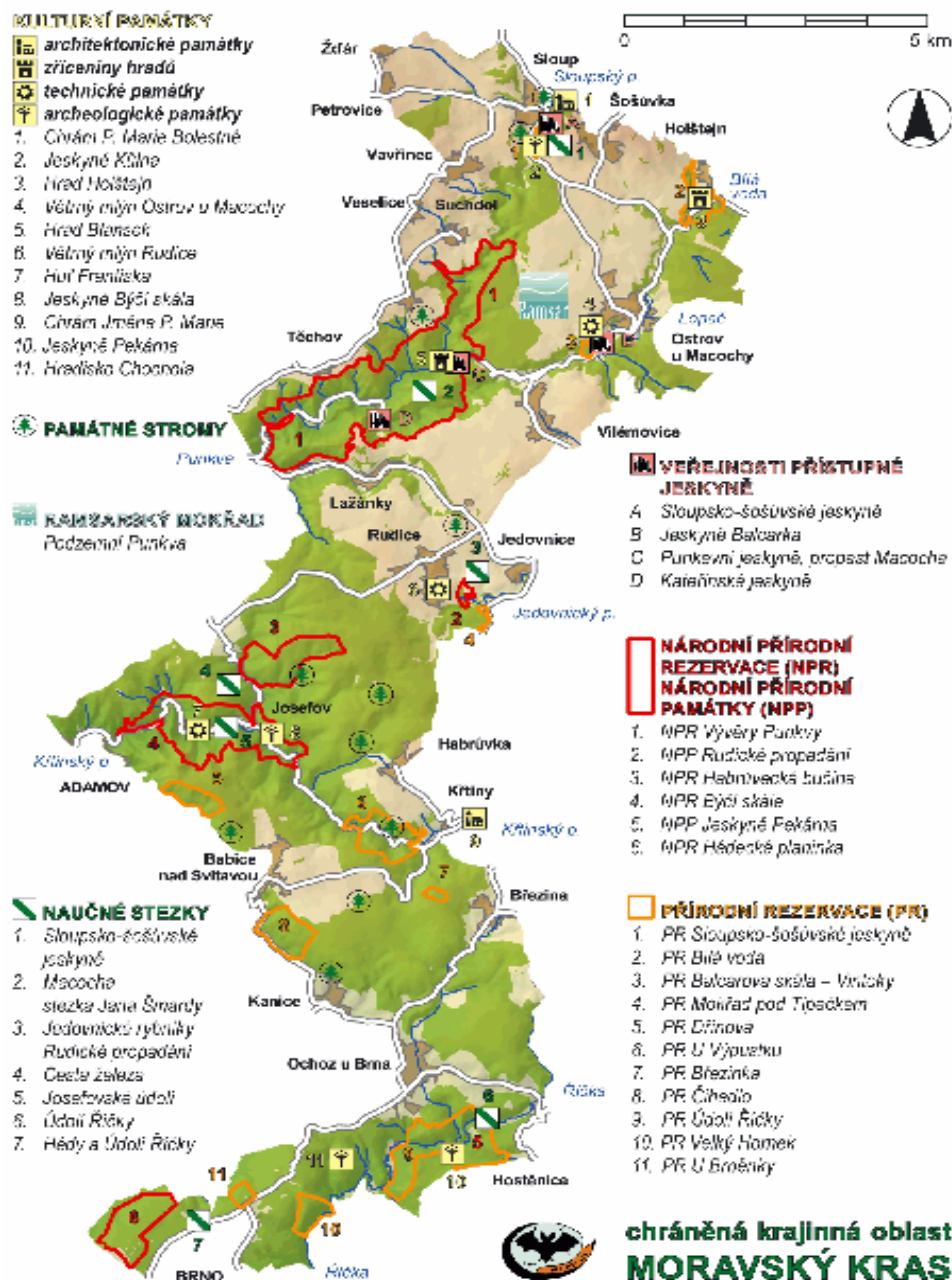 KULTURNÍ PAMÁTKY
architektonické památky
zříceniny hradů
technické památky
archeologické památky
1. Chrám P. Marie Bolestné
2. Jeskyně Kůlna
3. Hrad Holštejn
4. Větrný mlýn Ostrov u Macochy
5. Hrad Blansek
6. Větrný mlýn Rudice
7. Huť Františka
8. Jeskyně Býčí skála
9. Chrám Jména P. Marie
10. Jeskyně Pekárna
11. Hradisko Chochola
PAMÁTNÉ STROMY
RAMSARSKÝ MOKŘAD
Podzemní Punkva
NAUČNÉ STEZKY
1. Sloupsko-šošůvské
jeskyně
2. Macocha
stezka Jana Šmardy
3. Jedovnické rybníky
Rudické propadání
4. Cesta železa
5. Josefovské údolí
6. Údolí Říčky
7. Hády a Údolí Říčky
0
5 km
Žďár
Sloup
Sloupský p.
Petrovice
Šošůvka
Holštejn
Vavřinec
Bílá
voda
Veselice
Suchdol
Ramsar
Těchov
Lopač
Ostrov
u Macochy
Vilémovice
Punkva
Lažánky
Rudice
Jedovnice
Jedovnický p.
Josefov
Křtinský p.
ADAMOV
Habrůvka
Křtiny
Křtinský p.
Babice
nad Svitavou
Březina
Kanice
Ochoz u Brna
Říčka
Hostěnice
BRNO
Říčka
VEŘEJNOSTI PŘÍSTUPNÉ
JESKYNĚ
A Sloupsko-šošůvské jeskyně
B Jeskyně Balcarka
C Punkevní jeskyně, propast Macocha
D Kateřinská jeskyně
NÁRODNÍ PŘÍRODNÍ
REZERVACE (NPR)
NÁRODNÍ PŘÍRODNÍ
PAMÁTKY (NPP)
1. NPR Vývěry Punkvy
2. NPP Rudické propadání
3. NPR Habrůvecká bučina
4. NPR Býčí skála
5. NPP Jeskyně Pekárna
6. NPR Hádecká planinka
PŘÍRODNÍ REZERVACE (PR)
1. PR Sloupsko-šošůvské jeskyně
2. PR Bílá voda
3. PR Balcarova skála – Vintoky
4. PR Mokřad pod Tipečkem
5. PR Dřínová
6. PR U Výpustku
7. PR Březinka
8. PR Čihadlo
9. PR Údolí Říčky
10. PR Velký Hornek
11. PR U Brněnky
chráněná krajinná oblast
MORAVSKÝ KRAS